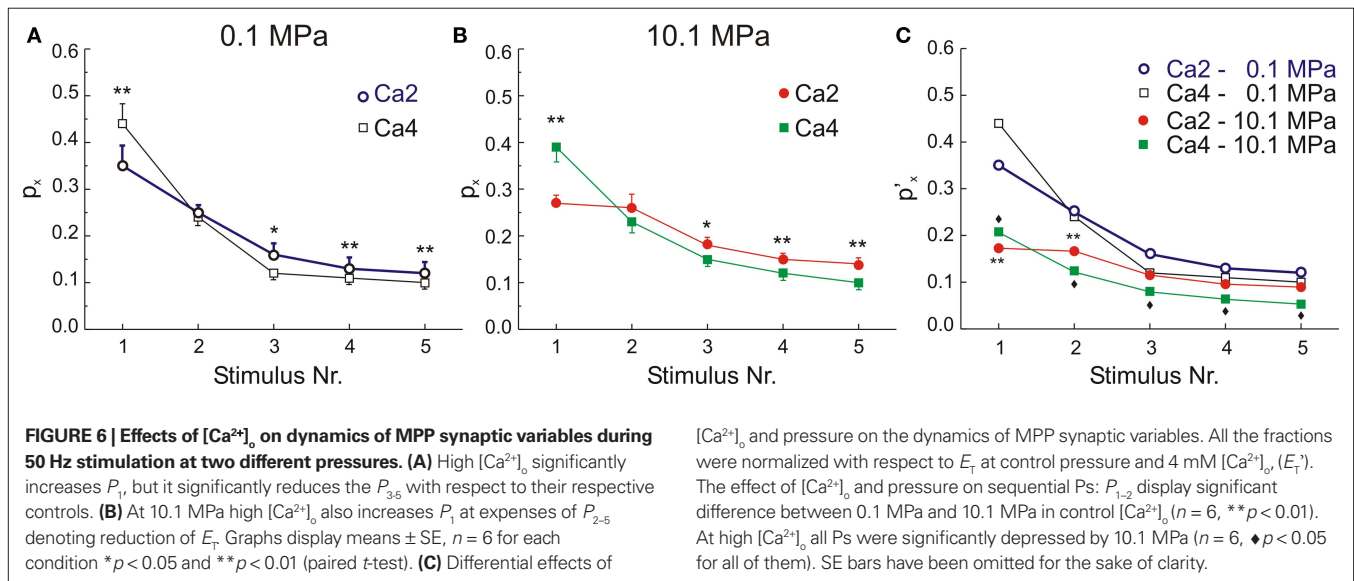 A
0.1 MPa
0.6
0.5
0.4
0.3
0.2
0.1
0.0
pₓ
**
*
**
**
Ca2
Ca4
1 2 3 4 5
Stimulus Nr.
B
10.1 MPa
0.6
0.5
0.4
0.3
0.2
0.1
0.0
pₓ
**
*
**
**
Ca2
Ca4
1 2 3 4 5
Stimulus Nr.
C
0.6
0.5
0.4
0.3
0.2
0.1
0.0
p'ₓ
Ca2 - 0.1 MPa
Ca4 - 0.1 MPa
Ca2 - 10.1 MPa
Ca4 - 10.1 MPa
♦
**
**
♦
♦
♦
♦
1 2 3 4 5
Stimulus Nr.
FIGURE 6 | Effects of [Ca²⁺]ₒ on dynamics of MPP synaptic variables during
50 Hz stimulation at two different pressures. (A) High [Ca²⁺]ₒ significantly
increases P₁, but it significantly reduces the P₃₋₅ with respect to their respective
controls. (B) At 10.1 MPa high [Ca²⁺]ₒ also increases P₁ at expenses of P₂₋₅
denoting reduction of E_T. Graphs display means ± SE, n = 6 for each
condition *p < 0.05 and **p < 0.01 (paired t-test). (C) Differential effects of
[Ca²⁺]ₒ and pressure on the dynamics of MPP synaptic variables. All the fractions
were normalized with respect to E_T at control pressure and 4 mM [Ca²⁺]ₒ, (E_T').
The effect of [Ca²⁺]ₒ and pressure on sequential Ps: P₁₋₂ display significant
difference between 0.1 MPa and 10.1 MPa in control [Ca²⁺]ₒ (n = 6, **p < 0.01).
At high [Ca²⁺]ₒ all Ps were significantly depressed by 10.1 MPa (n = 6, ♦p < 0.05
for all of them). SE bars have been omitted for the sake of clarity.